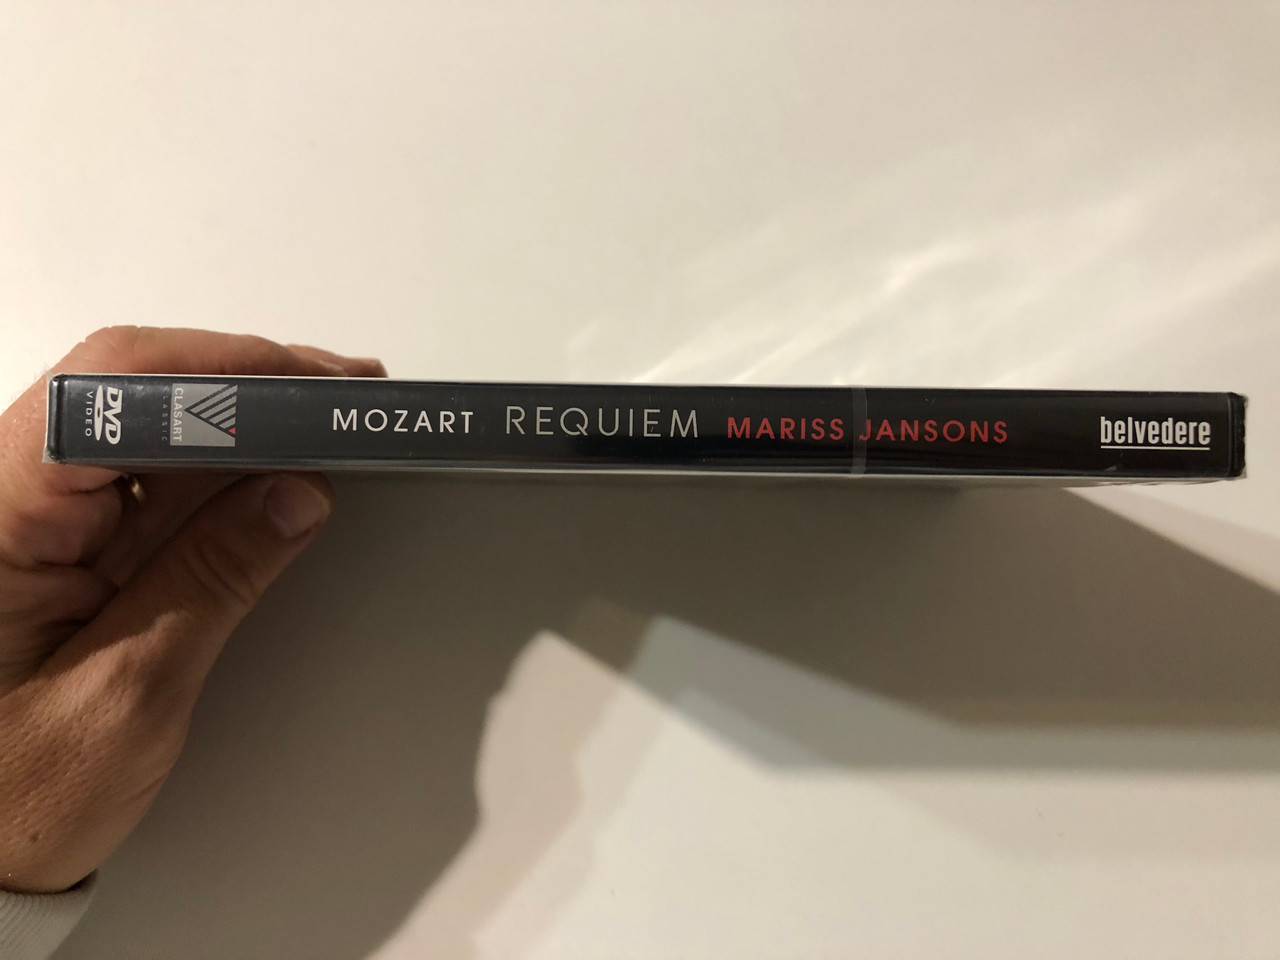 DVD
VIDEO
CLASART
CLASSIC
MOZART REQUIEM MARISS JANSONS
belvedere